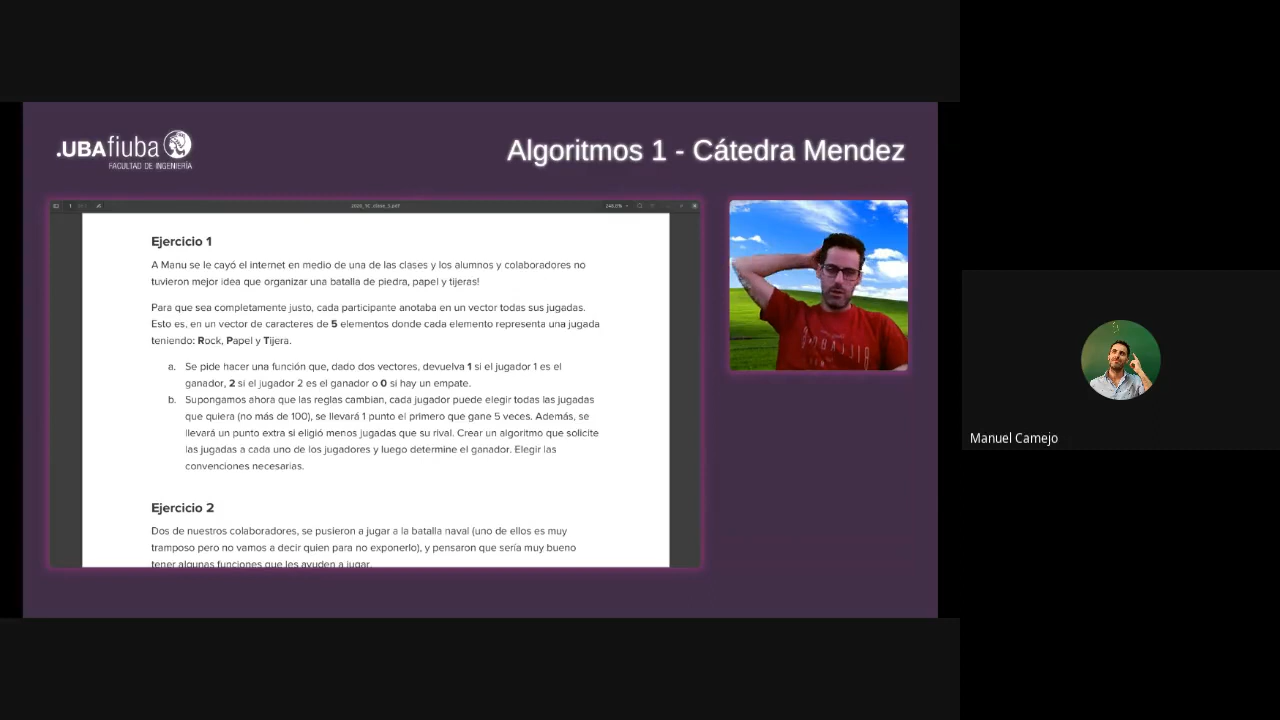 .UBAfiuba
FACULTAD DE INGENIERÍA
Algoritmos 1 - Cátedra Mendez
Ejercicio 1
A Manu se le cayó el internet en medio de una de las clases y los alumnos y colaboradores no
tuvieron mejor idea que organizar una batalla de piedra, papel y tijeras!
Para que sea completamente justo, cada participante anotaba en un vector todas sus jugadas.
Esto es, en un vector de caracteres de 5 elementos donde cada elemento representa una jugada
teniendo: Rock, Papel y Tijera.
a. Se pide hacer una función que, dado dos vectores, devuelva 1 si el jugador 1 es el
ganador, 2 si el jugador 2 es el ganador o 0 si hay un empate.
b. Supongamos ahora que las reglas cambian, cada jugador puede elegir todas las jugadas
que quiera (no más de 100), se llevará 1 punto el primero que gane 5 veces. Además, se
llevará un punto extra si eligió menos jugadas que su rival. Crear un algoritmo que solicite
las jugadas a cada uno de los jugadores y luego determine el ganador. Elegir las
convenciones necesarias.
Ejercicio 2
Dos de nuestros colaboradores, se pusieron a jugar a la batalla naval (uno de ellos es muy
tramposo pero no vamos a decir quien para no exponerlo), y pensaron que sería muy bueno
tener algunas funciones que les ayuden a jugar.
Manuel Camejo